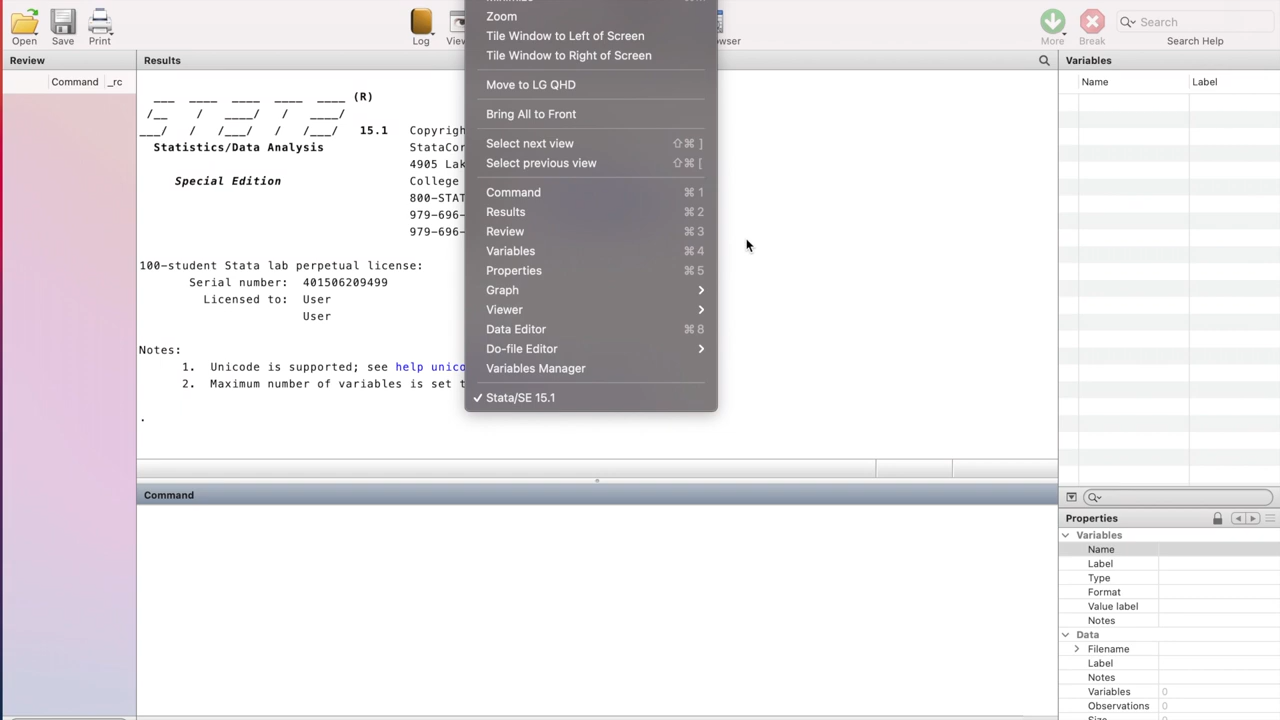 Open
Save
Print
Log
View
owser
More
Break
Search
Search Help
Zoom
Tile Window to Left of Screen
Tile Window to Right of Screen
Move to LG QHD
Bring All to Front
Select next view ⇧⌘ ]
Select previous view ⇧⌘ [
Command ⌘ 1
Results ⌘ 2
Review ⌘ 3
Variables ⌘ 4
Properties ⌘ 5
Graph
Viewer
Data Editor ⌘ 8
Do-file Editor
Variables Manager
✓ Stata/SE 15.1
Review
Command _rc
Results
(R)
15.1 Copyrigh
Statistics/Data Analysis StataCor
4905 Lak
Special Edition College
800-STAT
979-696-
979-696-
100-student Stata lab perpetual license:
Serial number: 401506209499
Licensed to: User
User
Notes:
1. Unicode is supported; see help unico
2. Maximum number of variables is set t
.
Command
Variables
Name Label
Properties
Variables
Name
Label
Type
Format
Value label
Notes
Data
Filename
Label
Notes
Variables 0
Observations 0